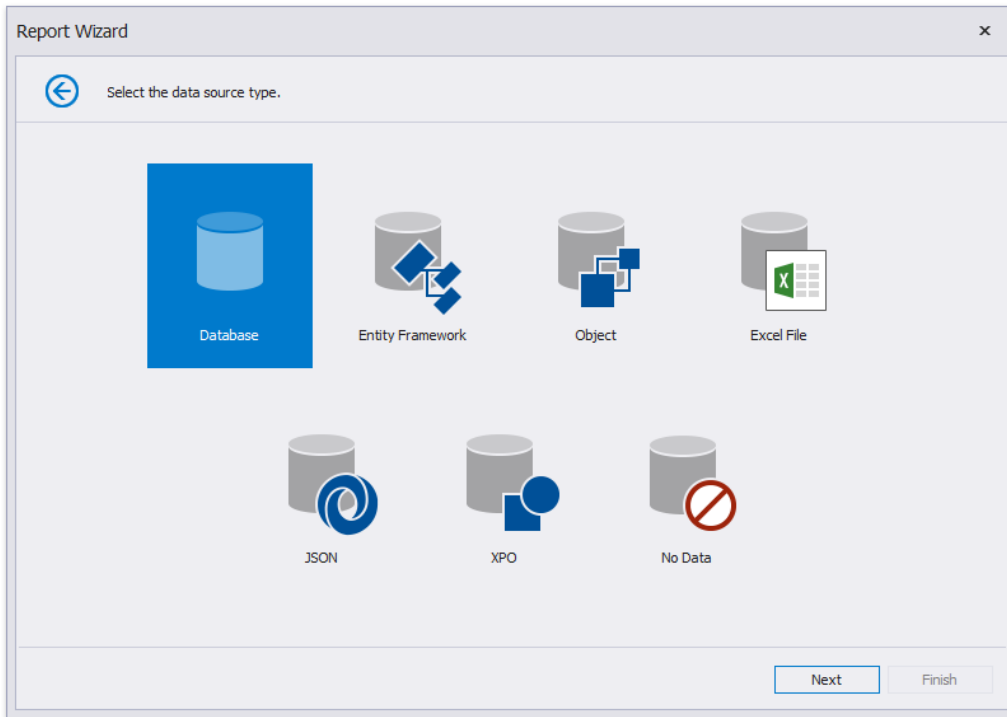 Report Wizard
Select the data source type.
Database
Entity Framework
Object
Excel File
X
JSON
XPO
No Data
Next
Finish